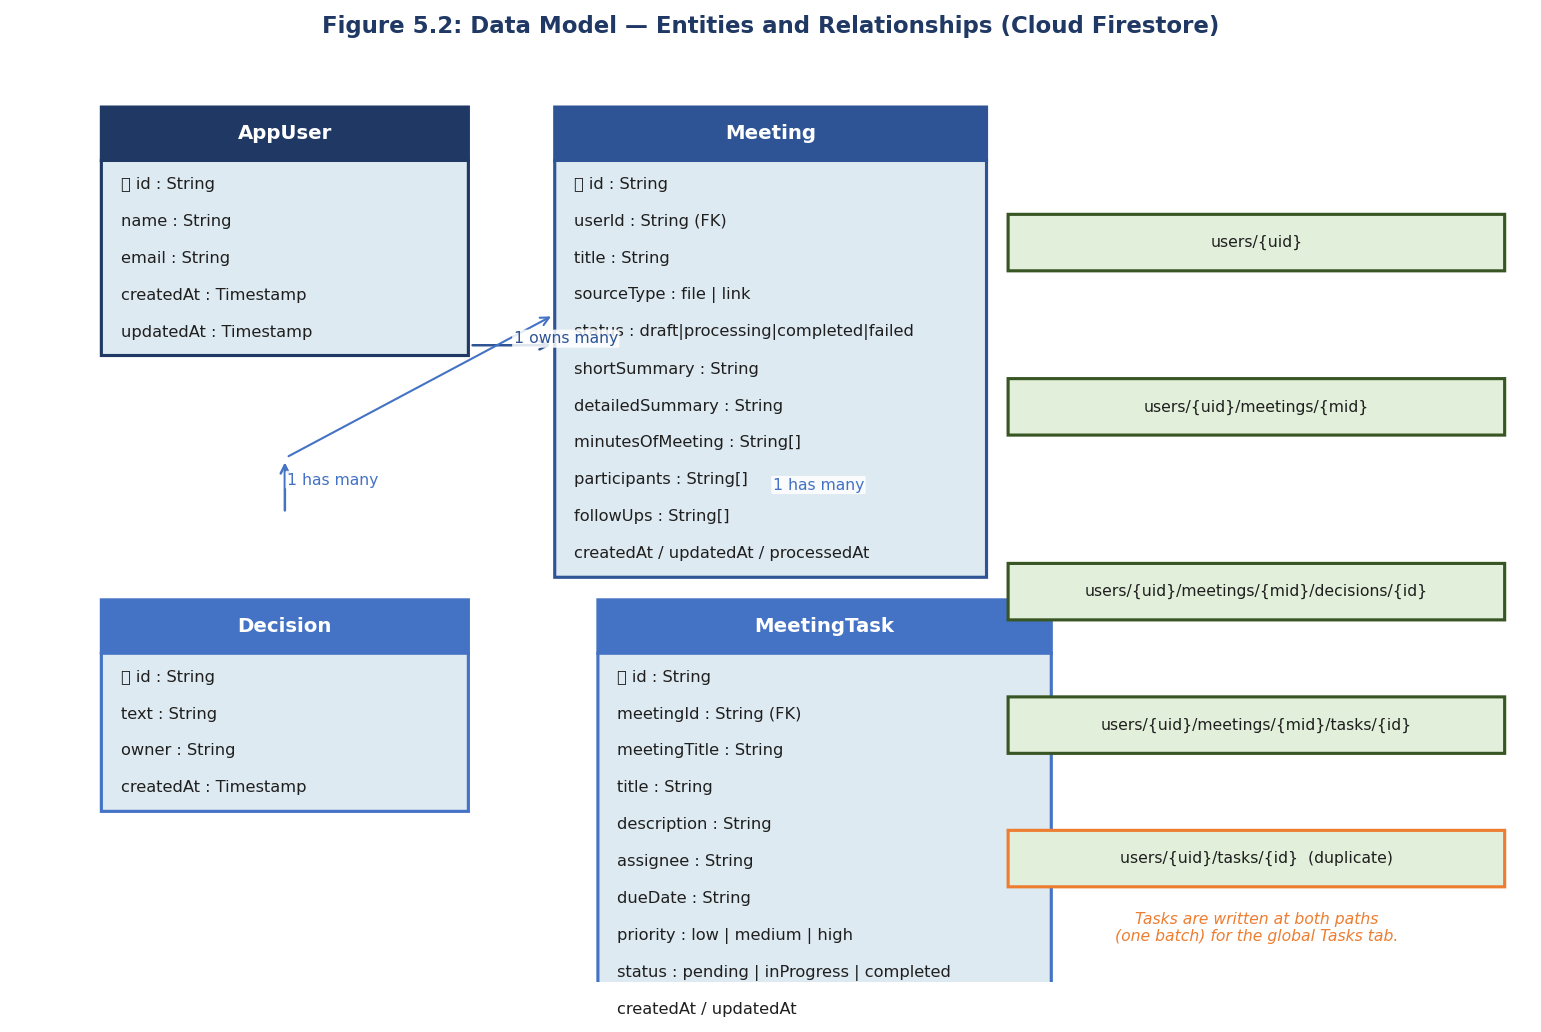 Figure 5.2: Data Model — Entities and Relationships (Cloud Firestore)
AppUser
id : String
name : String
email : String
createdAt : Timestamp
updatedAt : Timestamp
Meeting
id : String
userId : String (FK)
title : String
sourceType : file | link
status : draft|processing|completed|failed
shortSummary : String
detailedSummary : String
minutesOfMeeting : String[]
participants : String[]
followUps : String[]
createdAt / updatedAt / processedAt
1 owns many
1 has many
1 has many
Decision
id : String
text : String
owner : String
createdAt : Timestamp
MeetingTask
id : String
meetingId : String (FK)
meetingTitle : String
title : String
description : String
assignee : String
dueDate : String
priority : low | medium | high
status : pending | inProgress | completed
createdAt / updatedAt
users/{uid}
users/{uid}/meetings/{mid}
users/{uid}/meetings/{mid}/decisions/{id}
users/{uid}/meetings/{mid}/tasks/{id}
users/{uid}/tasks/{id}  (duplicate)
Tasks are written at both paths
(one batch) for the global Tasks tab.